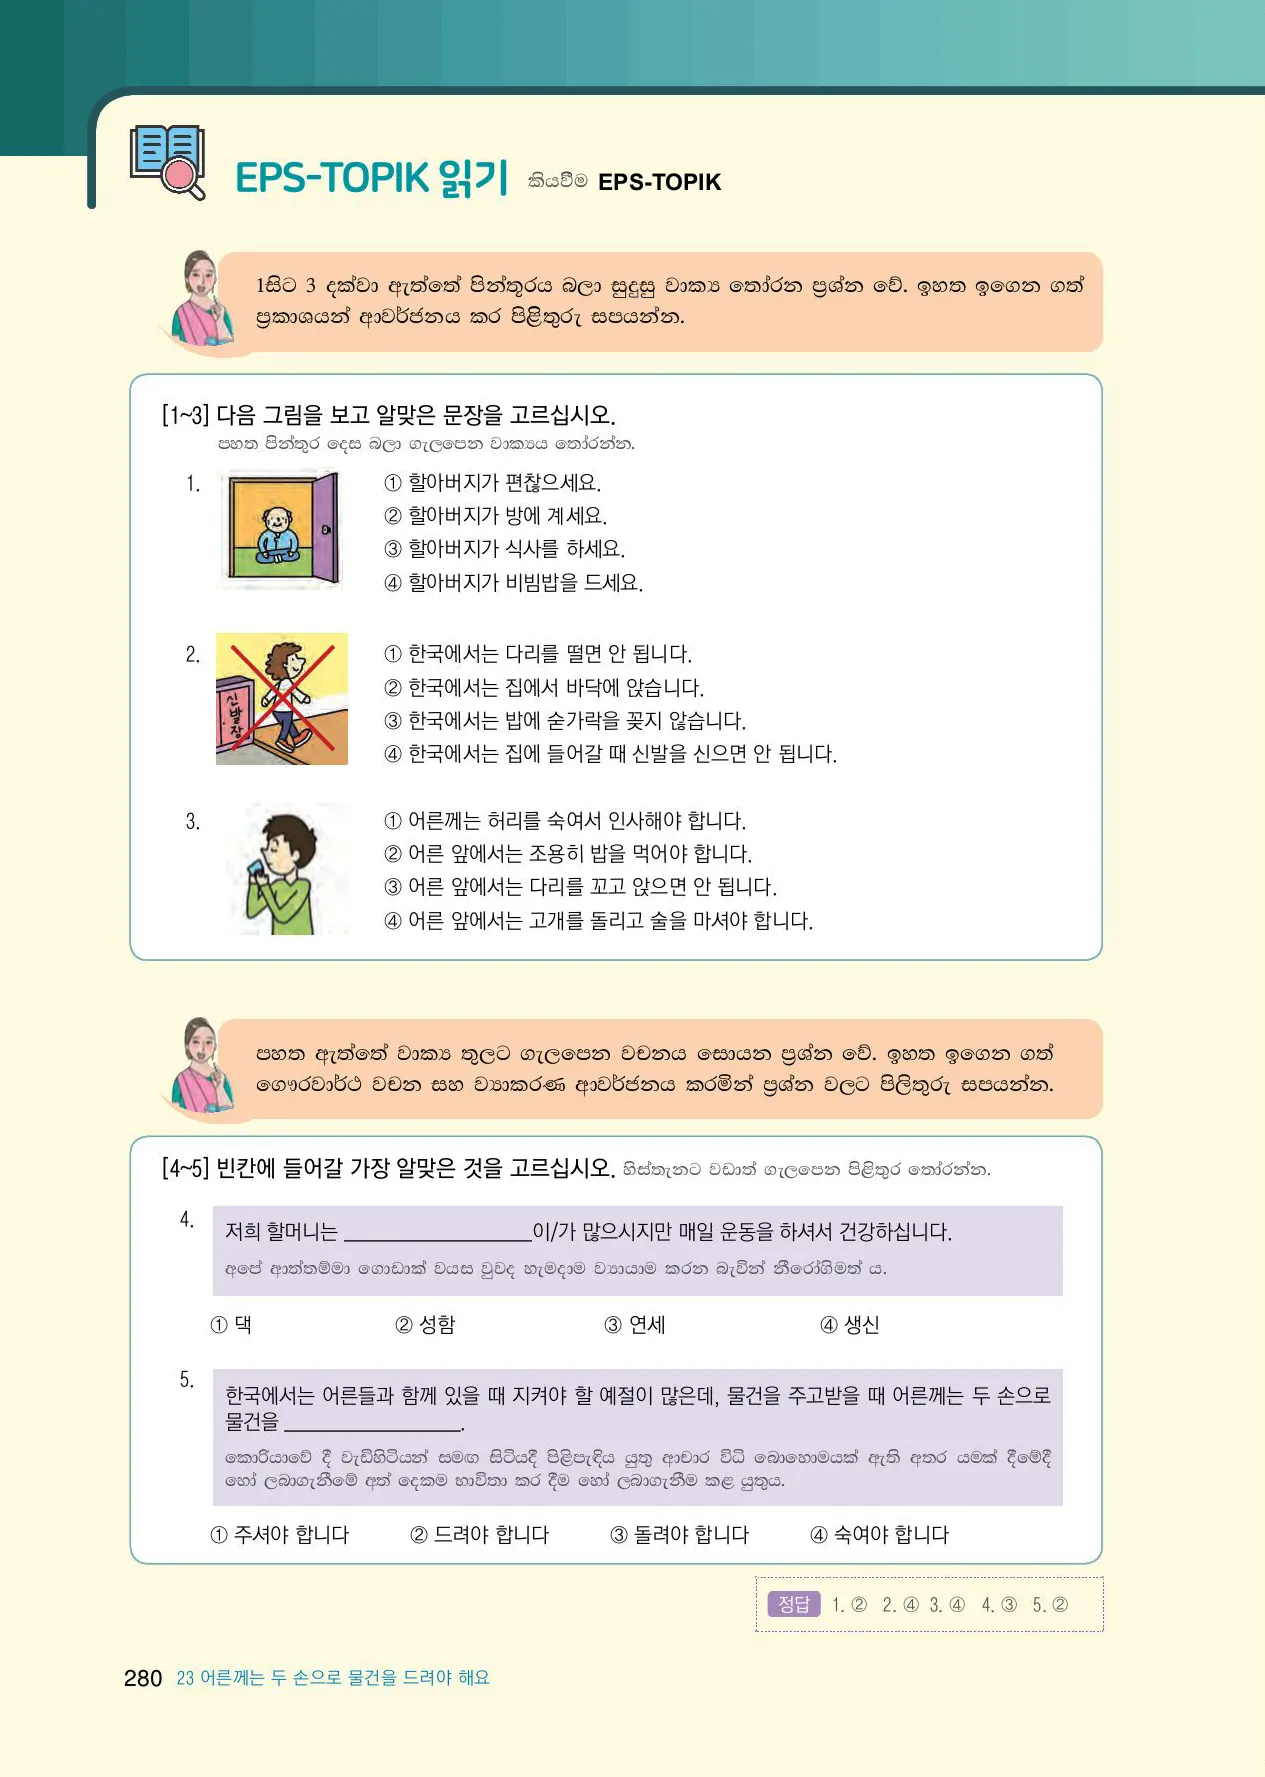 EPS-TOPIK 읽기 කියවීම EPS-TOPIK
1සිට 3 දක්වා ඇත්තේ පින්තූරය බලා සුදුසු වාක්‍ය තෝරන ප්‍රශ්න වේ. ඉහත ඉගෙන ගත්
ප්‍රකාශයන් ආවර්ජනය කර පිළිතුරු සපයන්න.
[1~3] 다음 그림을 보고 알맞은 문장을 고르십시오.
පහත පින්තූර දෙස බලා ගැලපෙන වාක්‍යය තෝරන්න.
1.
① 할아버지가 편찮으세요.
② 할아버지가 방에 계세요.
③ 할아버지가 식사를 하세요.
④ 할아버지가 비빔밥을 드세요.
2.
신발장
① 한국에서는 다리를 떨면 안 됩니다.
② 한국에서는 집에서 바닥에 앉습니다.
③ 한국에서는 밥에 숟가락을 꽂지 않습니다.
④ 한국에서는 집에 들어갈 때 신발을 신으면 안 됩니다.
3.
① 어른께는 허리를 숙여서 인사해야 합니다.
② 어른 앞에서는 조용히 밥을 먹어야 합니다.
③ 어른 앞에서는 다리를 꼬고 앉으면 안 됩니다.
④ 어른 앞에서는 고개를 돌리고 술을 마셔야 합니다.
පහත ඇත්තේ වාක්‍ය තුලට ගැලපෙන වචනය සොයන ප්‍රශ්න වේ. ඉහත ඉගෙන ගත්
ගෞරවාර්ථ වචන සහ ව්‍යාකරණ ආවර්ජනය කරමින් ප්‍රශ්න වලට පිලිතුරු සපයන්න.
[4~5] 빈칸에 들어갈 가장 알맞은 것을 고르십시오. හිස්තැනට වඩාත් ගැලපෙන පිළිතුර තෝරන්න.
4.
저희 할머니는 __________________이/가 많으시지만 매일 운동을 하셔서 건강하십니다.
අපේ ආත්තම්මා ගොඩාක් වයස වුවද හැමදාම ව්‍යායාම කරන බැවින් නීරෝගිමත් ය.
① 댁 ② 성함 ③ 연세 ④ 생신
5.
한국에서는 어른들과 함께 있을 때 지켜야 할 예절이 많은데, 물건을 주고받을 때 어른께는 두 손으로
물건을 _________________.
කොරියාවේ දී වැඩිහිටියන් සමඟ සිටියදී පිළිපැඳිය යුතු ආචාර විධි බොහොමයක් ඇති අතර යමක් දීමේදී
හෝ ලබාගැනීමේ අත් දෙකම භාවිතා කර දීම හෝ ලබාගැනීම කළ යුතුය.
① 주셔야 합니다 ② 드려야 합니다 ③ 돌려야 합니다 ④ 숙여야 합니다
정답 1. ② 2. ④ 3. ④ 4. ③ 5. ②
280 23 어른께는 두 손으로 물건을 드려야 해요